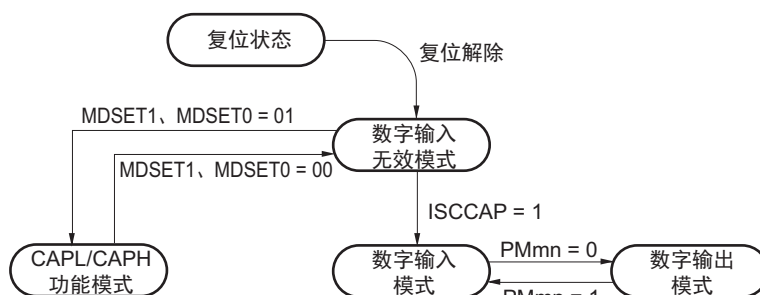 复位状态
复位解除
MDSET1、MDSET0 = 01
数字输入
无效模式
MDSET1、MDSET0 = 00
ISCCAP = 1
CAPL/CAPH
功能模式
数字输入
模式
PMmn = 0
数字输出
模式
PMmn = 1